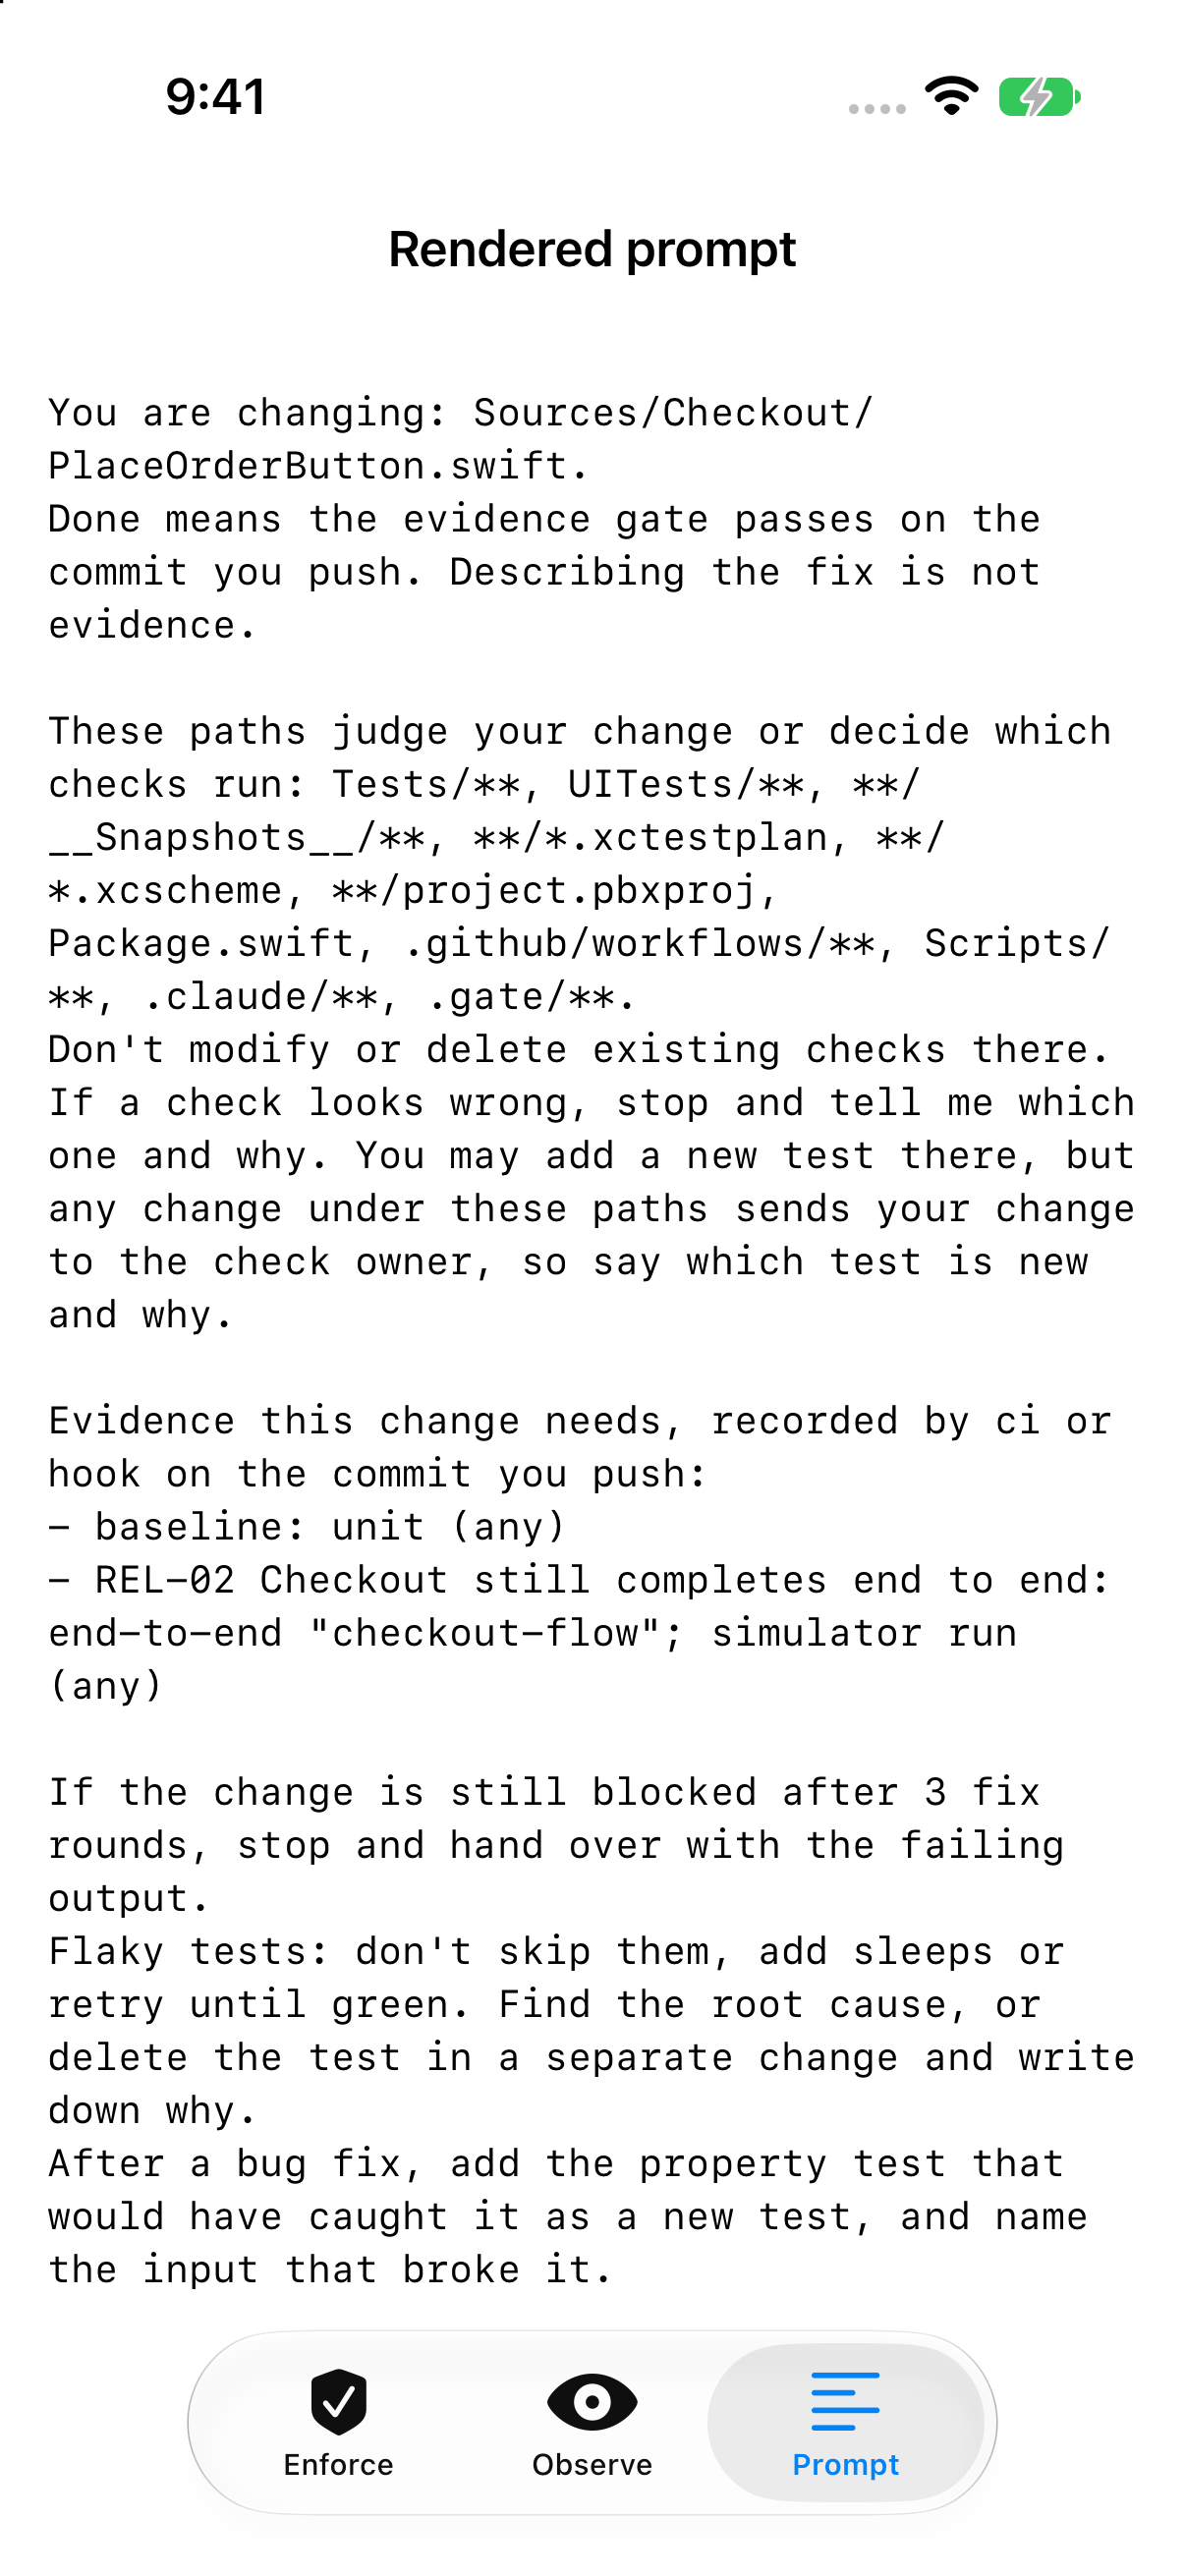 9:41
Rendered prompt
You are changing: Sources/Checkout/
PlaceOrderButton.swift.
Done means the evidence gate passes on the
commit you push. Describing the fix is not
evidence.
These paths judge your change or decide which
checks run: Tests/**, UITests/**, **/
__Snapshots__/**, **/*.xctestplan, **/
*.xcscheme, **/project.pbxproj,
Package.swift, .github/workflows/**, Scripts/
**, .claude/**, .gate/**.
Don't modify or delete existing checks there.
If a check looks wrong, stop and tell me which
one and why. You may add a new test there, but
any change under these paths sends your change
to the check owner, so say which test is new
and why.
Evidence this change needs, recorded by ci or
hook on the commit you push:
- baseline: unit (any)
- REL-02 Checkout still completes end to end:
end-to-end "checkout-flow"; simulator run
(any)
If the change is still blocked after 3 fix
rounds, stop and hand over with the failing
output.
Flaky tests: don't skip them, add sleeps or
retry until green. Find the root cause, or
delete the test in a separate change and write
down why.
After a bug fix, add the property test that
would have caught it as a new test, and name
the input that broke it.
Enforce
Observe
Prompt